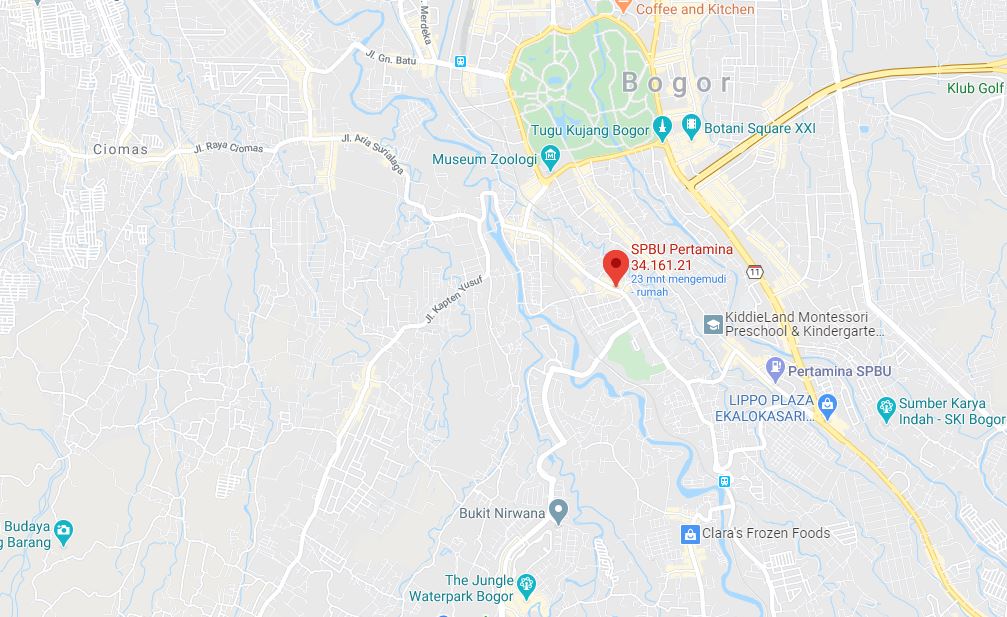 Coffee and Kitchen
Jl. Merdeka
Jl. Gn. Batu
Bogor
Klub Golf
Tugu Kujang Bogor
Botani Square XXI
Ciomas
Jl. Raya Ciomas
Jl. Aria Surialaga
Museum Zoologi
SPBU Pertamina
34.161.21
23 mnt mengemudi
- rumah
11
Jl. Kapten Yusuf
KiddieLand Montessori
Preschool & Kindergarte...
Pertamina SPBU
LIPPO PLAZA
EKALOKASARI...
Sumber Karya
Indah - SKI Bogor
Bukit Nirwana
Budaya
g Barang
Clara's Frozen Foods
The Jungle
Waterpark Bogor